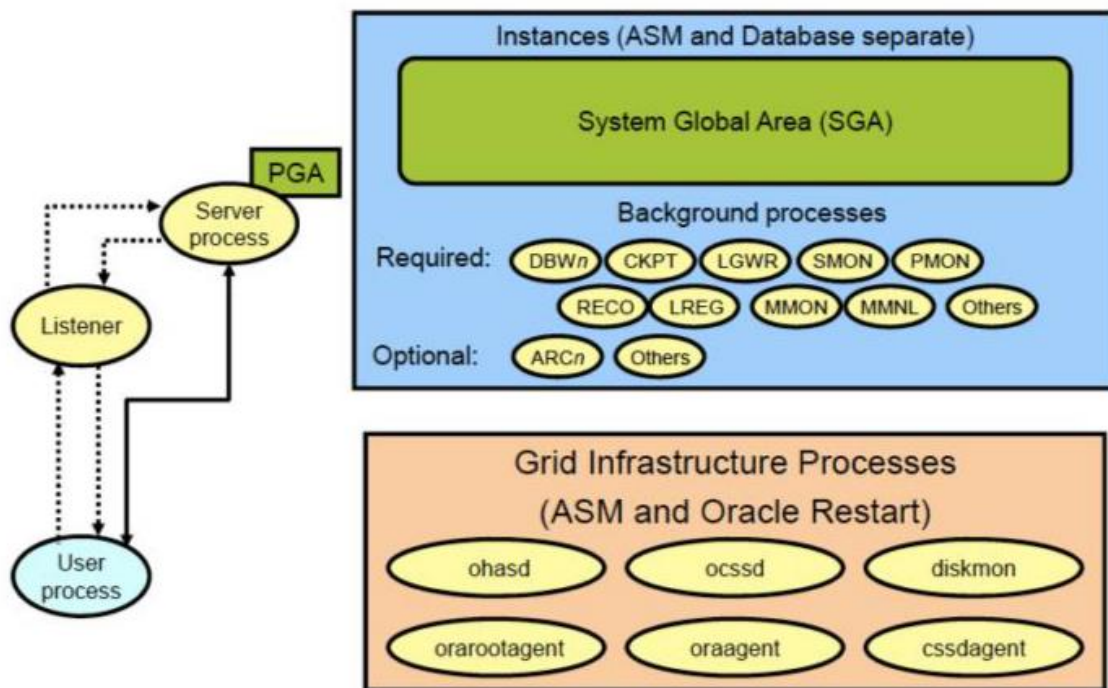 Instances (ASM and Database separate)
System Global Area (SGA)
PGA
Server
process
Background processes
Required: DBWn CKPT LGWR SMON PMON
RECO LREG MMON MMNL Others
Listener
Optional: ARCn Others
Grid Infrastructure Processes
(ASM and Oracle Restart)
ohasd ocssd diskmon
User
process
orarootagent oraagent cssdagent